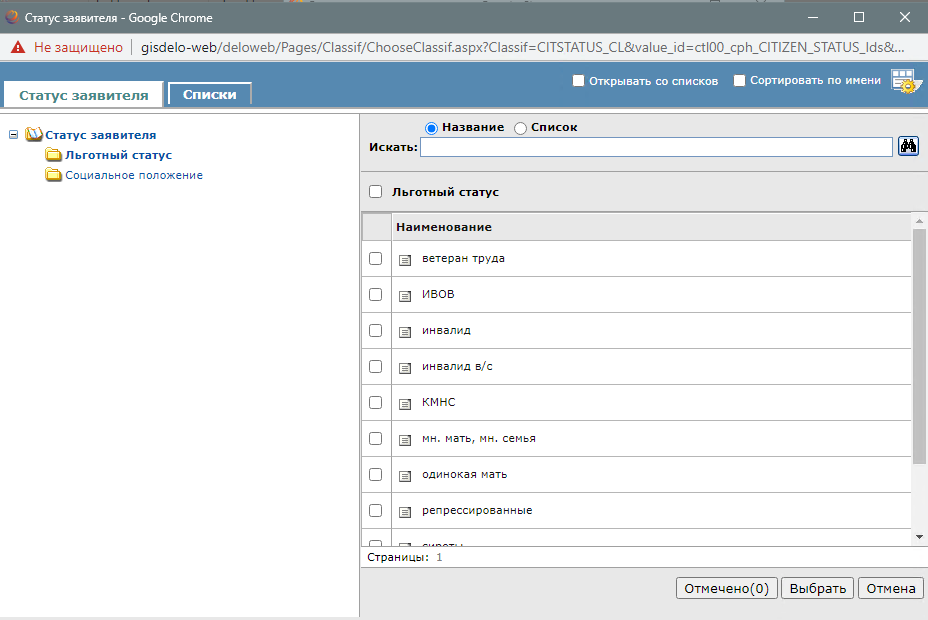 Статус заявителя - Google Chrome
Не защищено gisdelo-web/deloweb/Pages/Classif/ChooseClassif.aspx?Classif=CITSTATUS_CL&value_id=ctl00_cph_CITIZEN_STATUS_Ids&...
Статус заявителя Списки Открывать со списков Сортировать по имени
Статус заявителя
Льготный статус
Социальное положение
Название Список
Искать:
Льготный статус
Наименование
ветеран труда
ИВОВ
инвалид
инвалид в/с
КМНС
мн. мать, мн. семья
одинокая мать
репрессированные
сироты
Страницы: 1
Отмечено(0) Выбрать Отмена